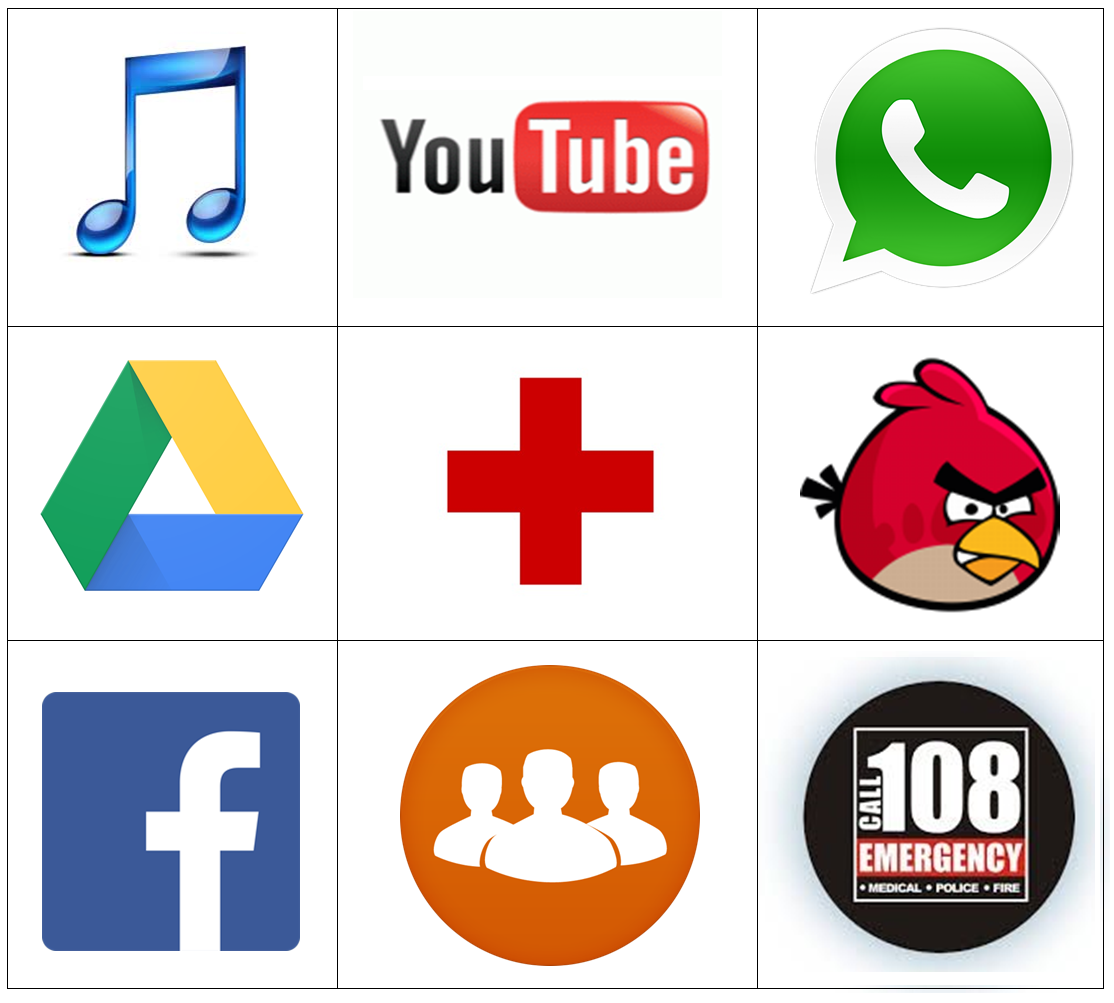 YouTube
CALL 108
EMERGENCY
• MEDICAL • POLICE • FIRE